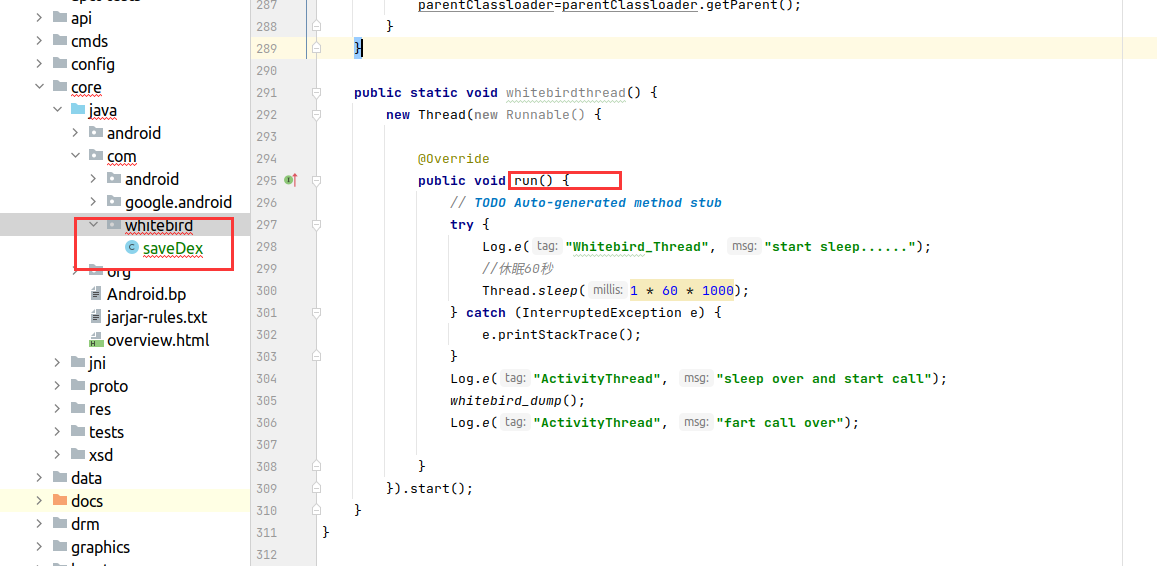 apct-tests
api
cmds
config
core
java
android
com
android
google.android
whitebird
saveDex
org
Android.bp
jarjar-rules.txt
overview.html
jni
proto
res
tests
xsd
data
docs
drm
graphics
287 parentClassloader=parentClassloader.getParent();
288 }
289 }
290
291 public static void whitebirdthread() {
292 new Thread(new Runnable() {
293
294 @Override
295 public void run() {
296 // TODO Auto-generated method stub
297 try {
298 Log.e( tag: "Whitebird_Thread", msg: "start sleep......");
299 //休眠60秒
300 Thread.sleep( millis: 1 * 60 * 1000);
301 } catch (InterruptedException e) {
302 e.printStackTrace();
303 }
304 Log.e( tag: "ActivityThread", msg: "sleep over and start call");
305 whitebird_dump();
306 Log.e( tag: "ActivityThread", msg: "fart call over");
307
308 }
309 }).start();
310 }
311 }
312